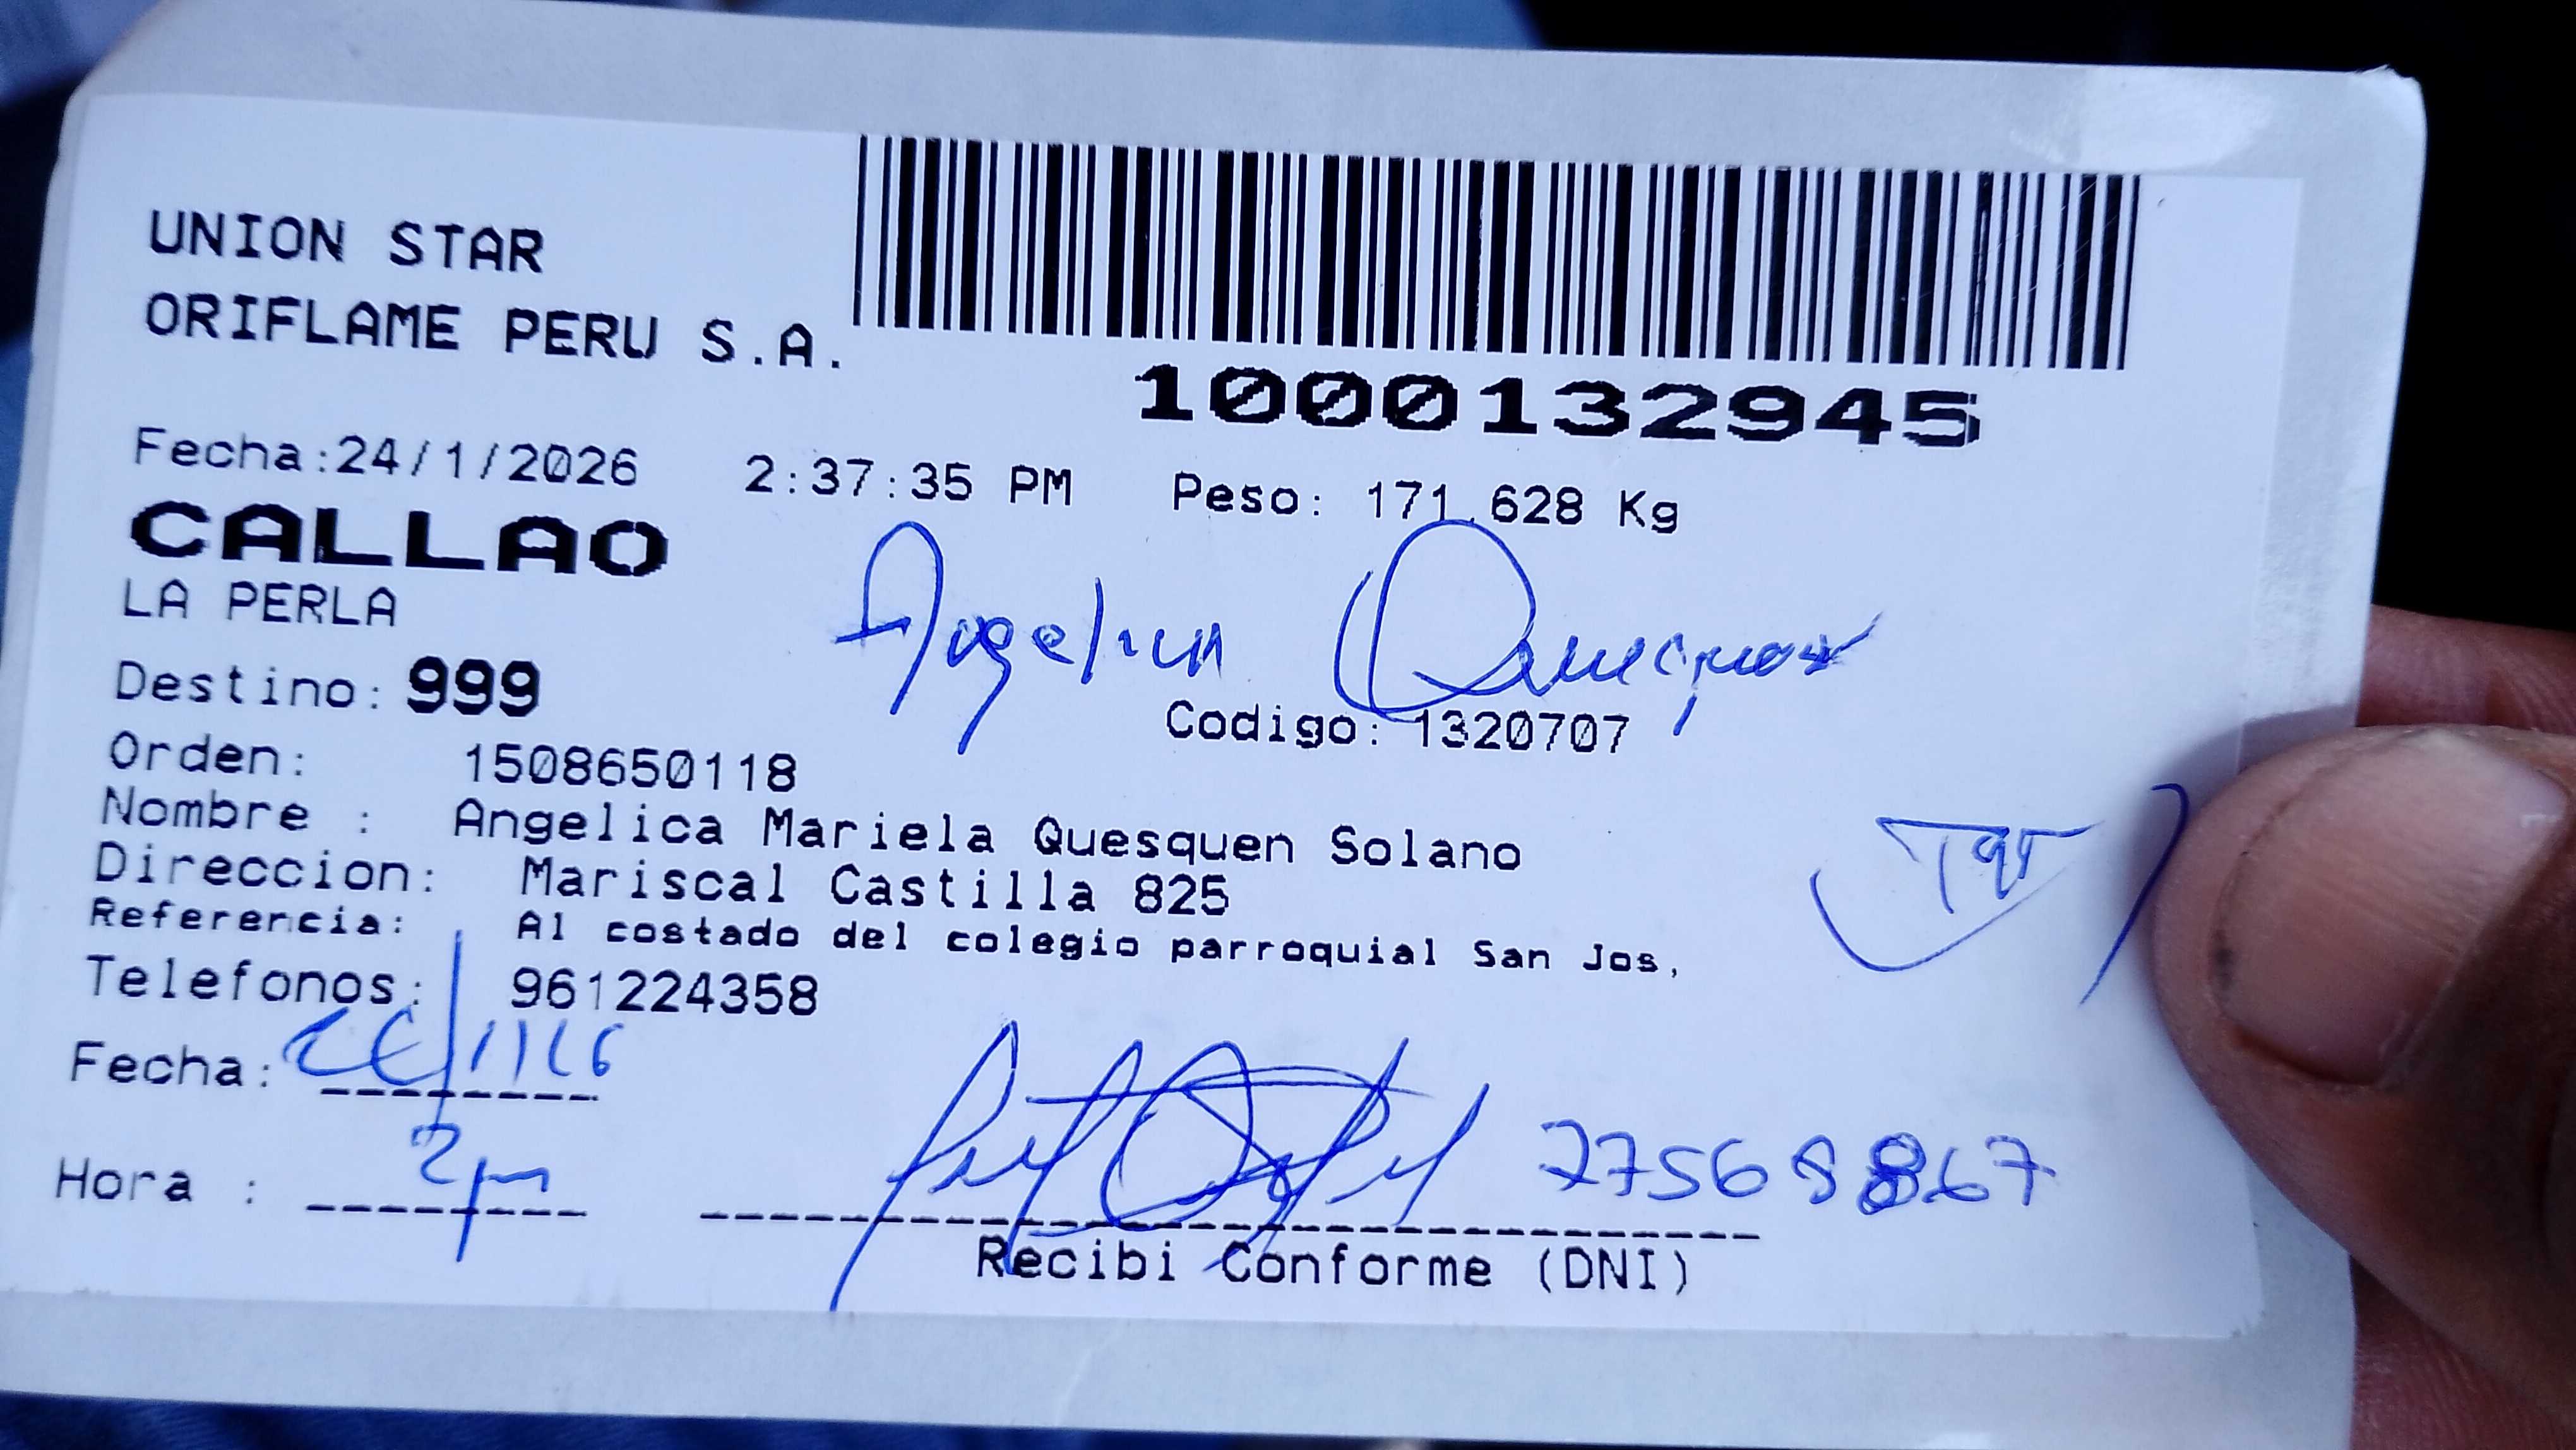 UNION STAR
ORIFLAME PERU S.A.
1000132945
Fecha:24/1/2026 2:37:35 PM Peso: 171.628 Kg
CALLAO
LA PERLA
Angelica
Destino: 999
Codigo: 1320707
Orden: 1508650118
Nombre : Angelica Mariela Quesquen Solano
Direccion: Mariscal Castilla 825
Referencia: Al costado del colegio parroquial San Jos,
Telefonos: 961224358
Fecha:
Hora : 2pm
Recibi Conforme (DNI)